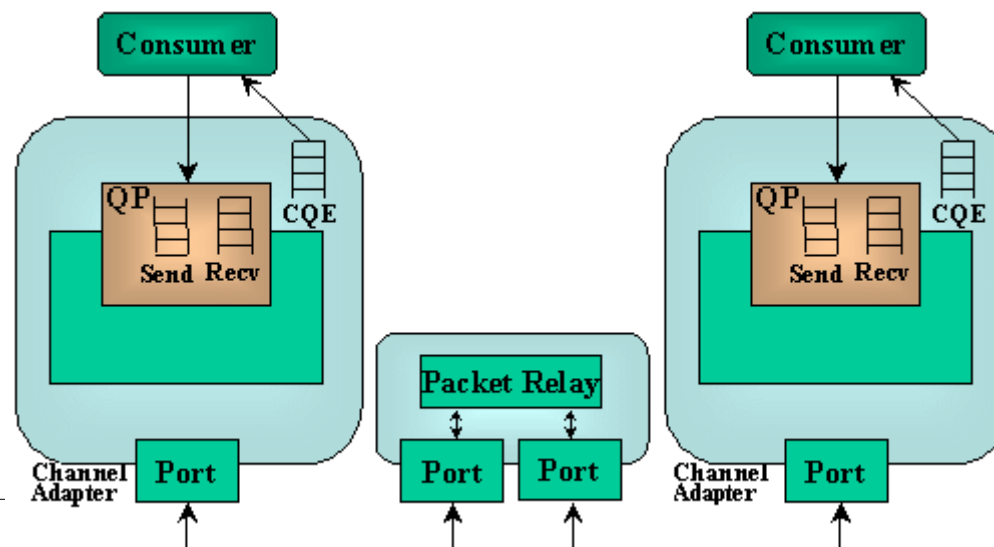 Consumer
QP
Send Recv
CQE
Channel
Adapter
Port
Packet Relay
Port
Port
Consumer
QP
Send Recv
CQE
Channel
Adapter
Port